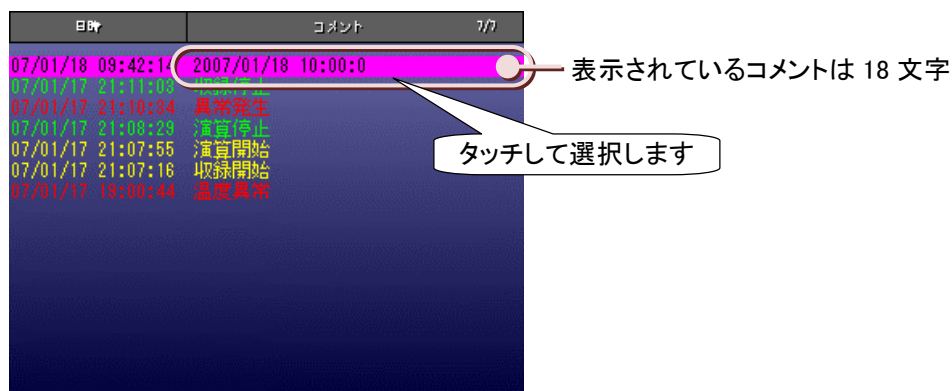 日時 コメント 7/7
07/01/18 09:42:14 2007/01/18 10:00:0
表示されているコメントは 18 文字
07/01/17 21:11:03 収録停止
07/01/17 21:10:34 異常発生
07/01/17 21:08:29 演算停止
07/01/17 21:07:55 演算開始
タッチして選択します
07/01/17 21:07:16 収録開始
07/01/17 19:00:44 温度異常